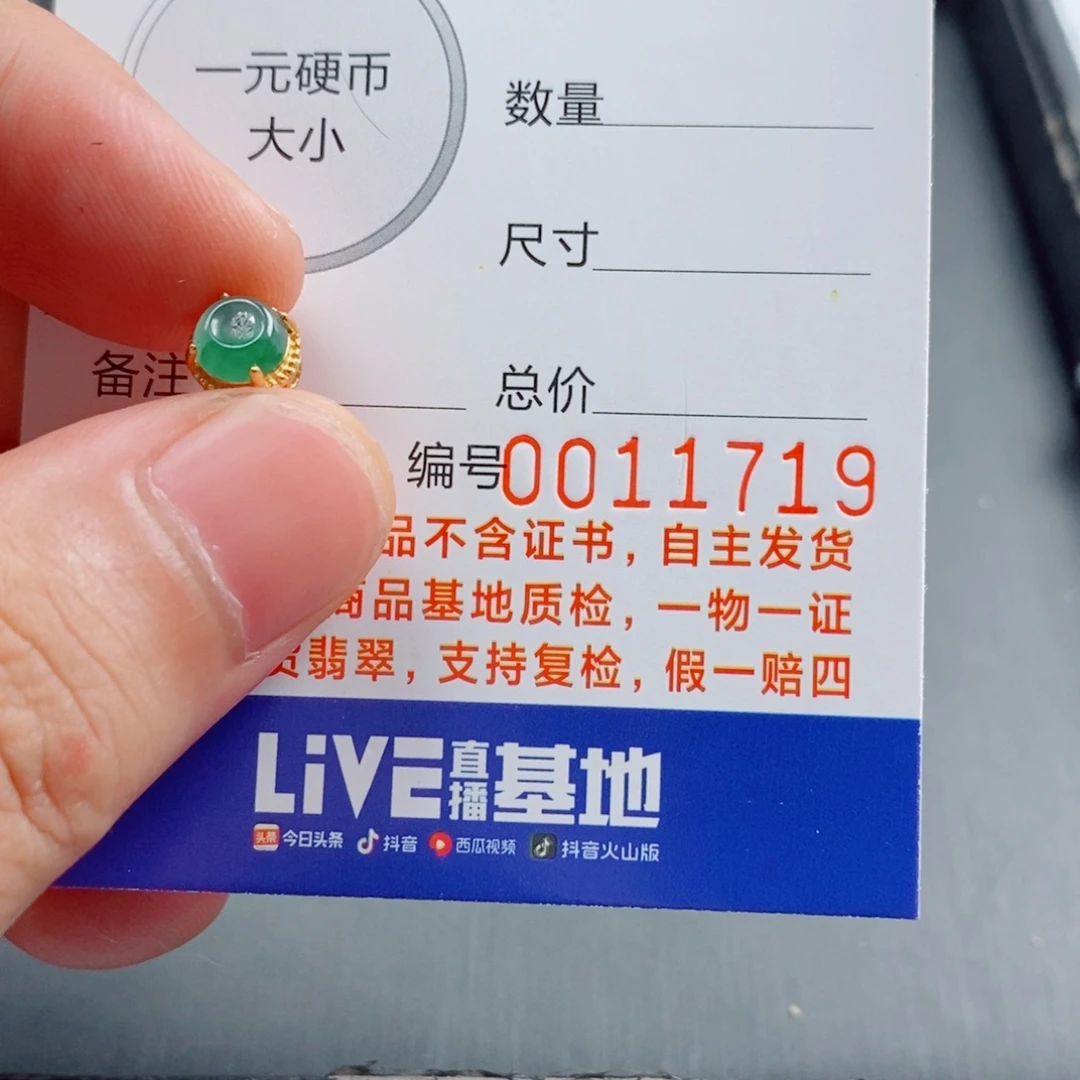 一元硬币
大小
数量
尺寸
备注
总价
编号0011719
品不含证书，自主发货
商品基地质检，一物一证
货翡翠，支持复检，假一赔四
LiVE直播基地
头条 今日头条 抖音 西瓜视频 抖音火山版